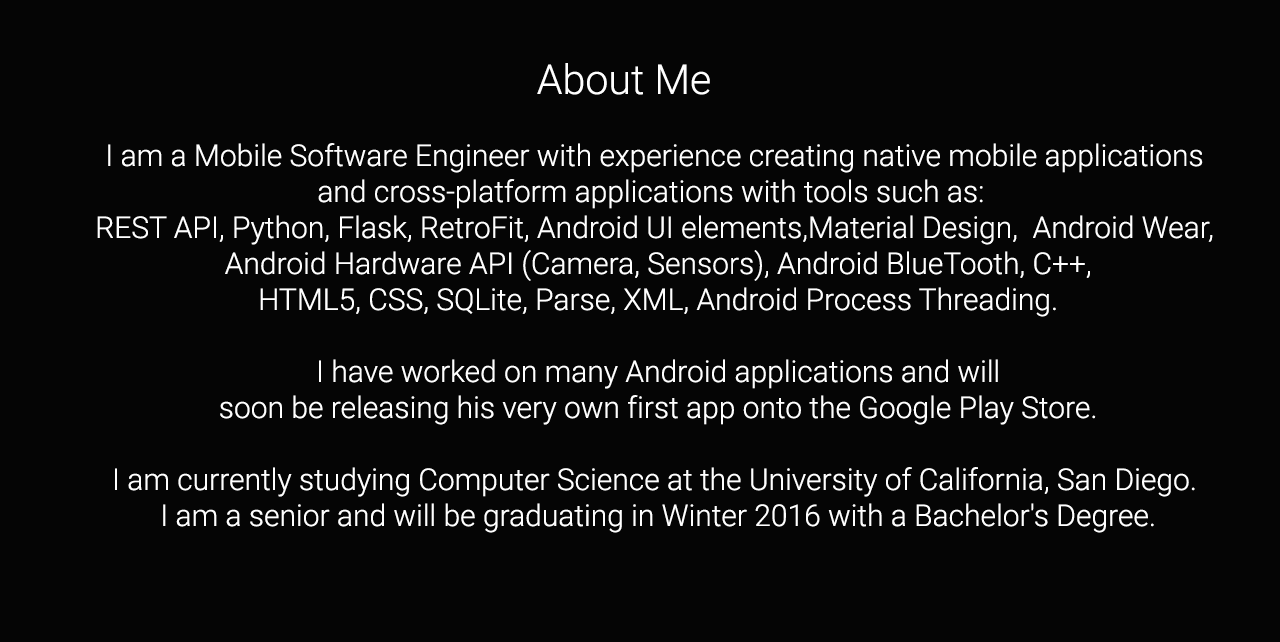 About Me
I am a Mobile Software Engineer with experience creating native mobile applications
and cross-platform applications with tools such as:
REST API, Python, Flask, RetroFit, Android UI elements,Material Design,  Android Wear,
Android Hardware API (Camera, Sensors), Android BlueTooth, C++,
HTML5, CSS, SQLite, Parse, XML, Android Process Threading.
I have worked on many Android applications and will
soon be releasing his very own first app onto the Google Play Store.
I am currently studying Computer Science at the University of California, San Diego.
I am a senior and will be graduating in Winter 2016 with a Bachelor's Degree.